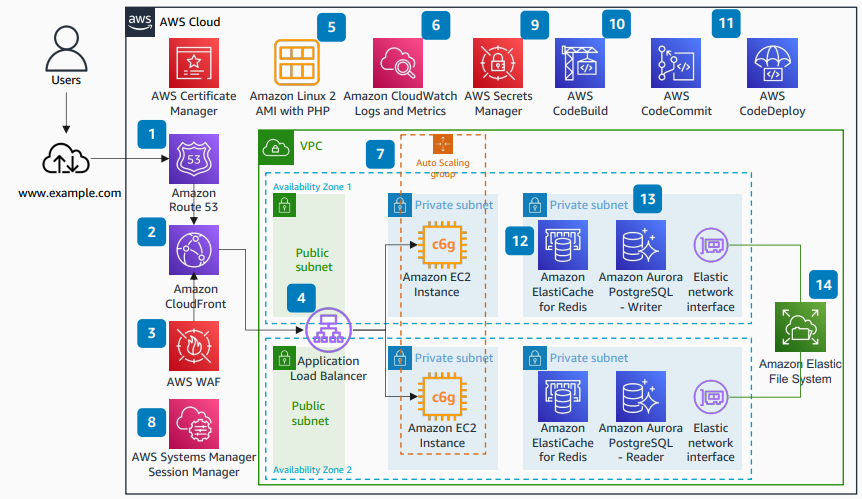 aws
AWS Cloud
Users
www.example.com
5
6
9
10
11
AWS Certificate
Manager
Amazon Linux 2
AMI with PHP
Amazon CloudWatch
Logs and Metrics
AWS Secrets
Manager
AWS
CodeBuild
AWS
CodeCommit
AWS
CodeDeploy
1
53
Amazon
Route 53
2
Amazon
CloudFront
3
AWS WAF
8
AWS Systems Manager
Session Manager
VPC
7
Auto Scaling
group
Availability Zone 1
Public
subnet
Private subnet
c6g
Amazon EC2
Instance
Private subnet
13
12
Amazon
ElastiCache
for Redis
Amazon Aurora
PostgreSQL
- Writer
Elastic
network
interface
4
Application
Load Balancer
14
Amazon Elastic
File System
Public
subnet
Private subnet
c6g
Amazon EC2
Instance
Private subnet
Amazon
ElastiCache
for Redis
Amazon Aurora
PostgreSQL
- Reader
Elastic
network
interface
Availability Zone 2